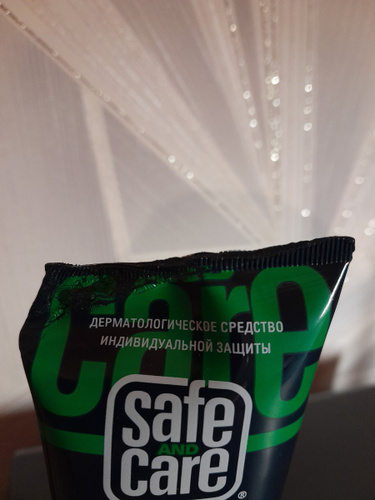 care
ДЕРМАТОЛОГИЧЕСКОЕ СРЕДСТВО
ИНДИВИДУАЛЬНОЙ ЗАЩИТЫ
safe
AND
care®